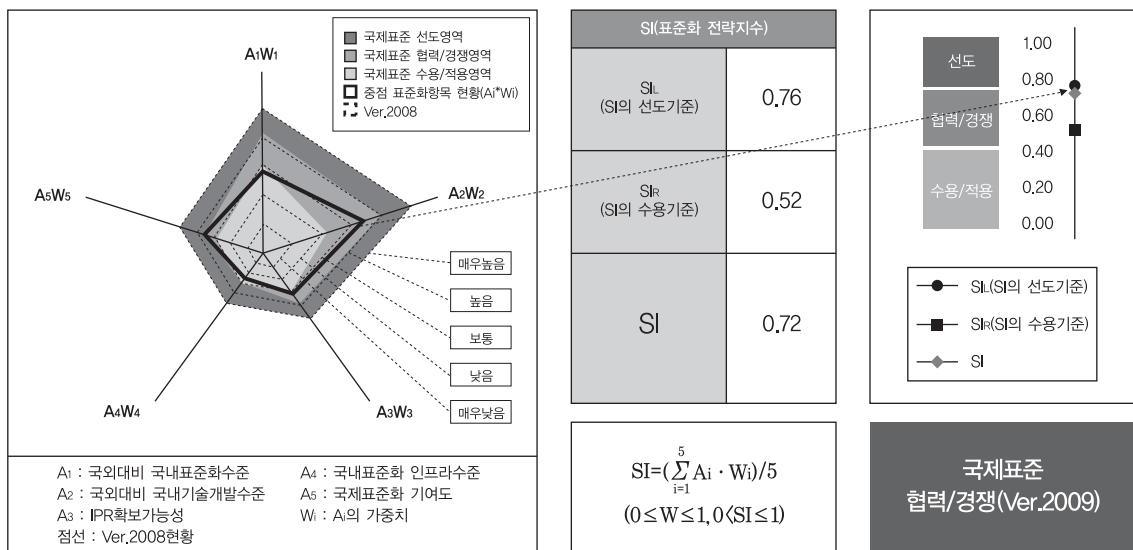 국제표준 선도영역
국제표준 협력/경쟁영역
국제표준 수용/적용영역
중점 표준화항목 현황(Ai*Wi)
Ver.2008
A1W1
A2W2
A3W3
A4W4
A5W5
매우높음
높음
보통
낮음
매우낮음
A1 : 국외대비 국내표준화수준
A2 : 국외대비 국내기술개발수준
A3 : IPR확보가능성
점선 : Ver.2008현황
A4 : 국내표준화 인프라수준
A5 : 국제표준화 기여도
Wi : Ai의 가중치
SI(표준화 전략지수)
SIL
(SI의 선도기준)
0.76
SIR
(SI의 수용기준)
0.52
SI
0.72
SI=(5∑i=1 Ai · Wi)/5
(0≤W≤1, 0<SI≤1)
선도
협력/경쟁
수용/적용
1.00
0.80
0.60
0.40
0.20
0.00
SIL(SI의 선도기준)
SIR(SI의 수용기준)
SI
국제표준
협력/경쟁(Ver.2009)